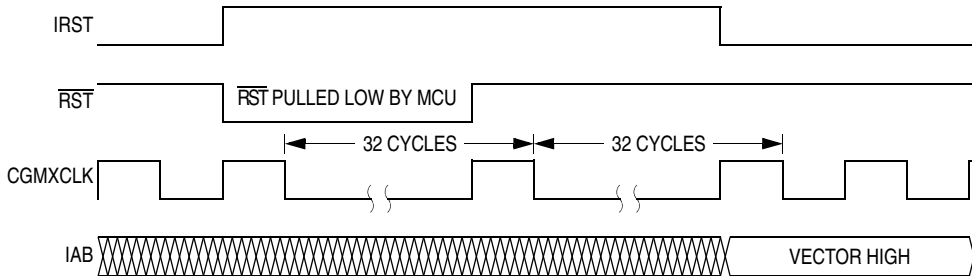 IRST
RST
RST PULLED LOW BY MCU
32 CYCLES
32 CYCLES
CGMXCLK
IAB
VECTOR HIGH